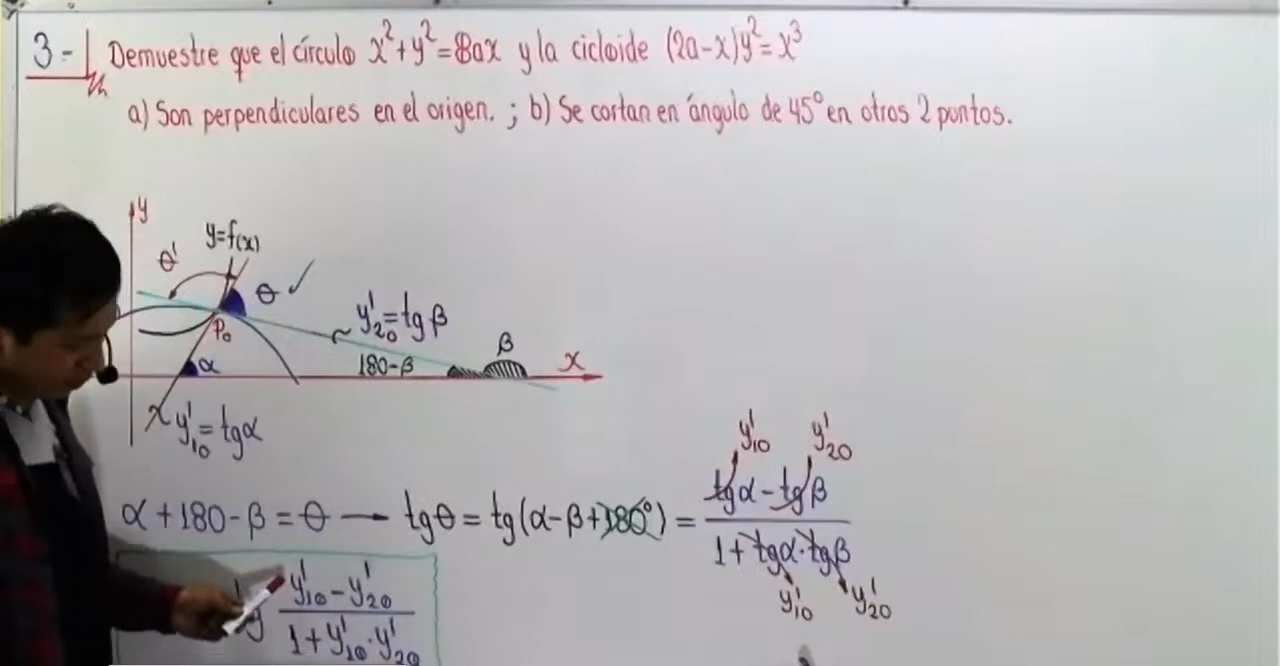 3-1 Demuestre que el círculo x²+y²=8ax y la cicloide (2a-x)y²=x³
a) Son perpendiculares en el origen. ; b) Se cortan en ángulo de 45° en otros 2 puntos.
y
y=f(x)
θ'
θ ✓
P₀
y'₂₀=tgβ
β
α
180-β
x
y'₁₀=tgα
y'₁₀ y'₂₀
α+180-β=θ — tgθ=tg(α-β+180°)= (tgα-tgβ)/(1+tgα·tgβ)
y'₁₀ y'₂₀
(y'₁₀-y'₂₀)/(1+y'₁₀·y'₂₀)